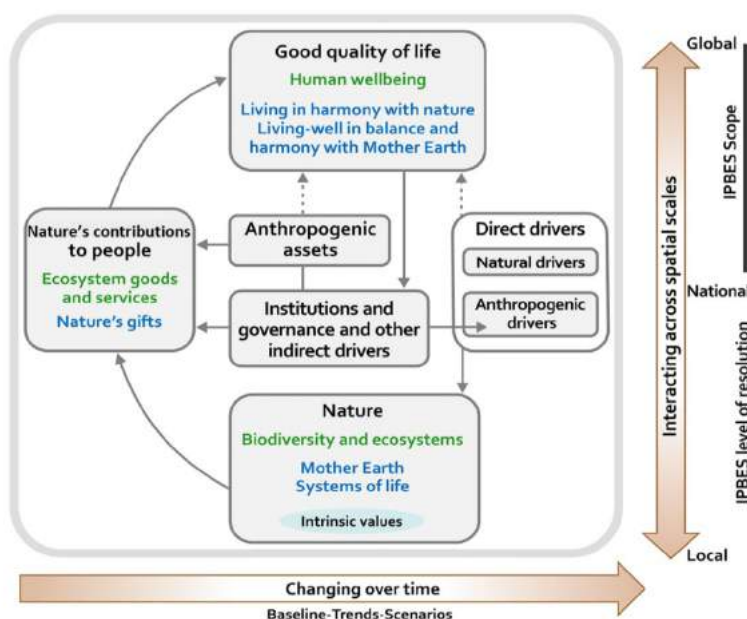 Good quality of life
Human wellbeing
Living in harmony with nature
Living-well in balance and
harmony with Mother Earth
Nature's contributions
to people
Ecosystem goods
and services
Nature's gifts
Anthropogenic
assets
Institutions and
governance and other
indirect drivers
Direct drivers
Natural drivers
Anthropogenic
drivers
Nature
Biodiversity and ecosystems
Mother Earth
Systems of life
Intrinsic values
Changing over time
Baseline-Trends-Scenarios
Global
National
Local
Interacting across spatial scales
IPBES Scope
IPBES level of resolution